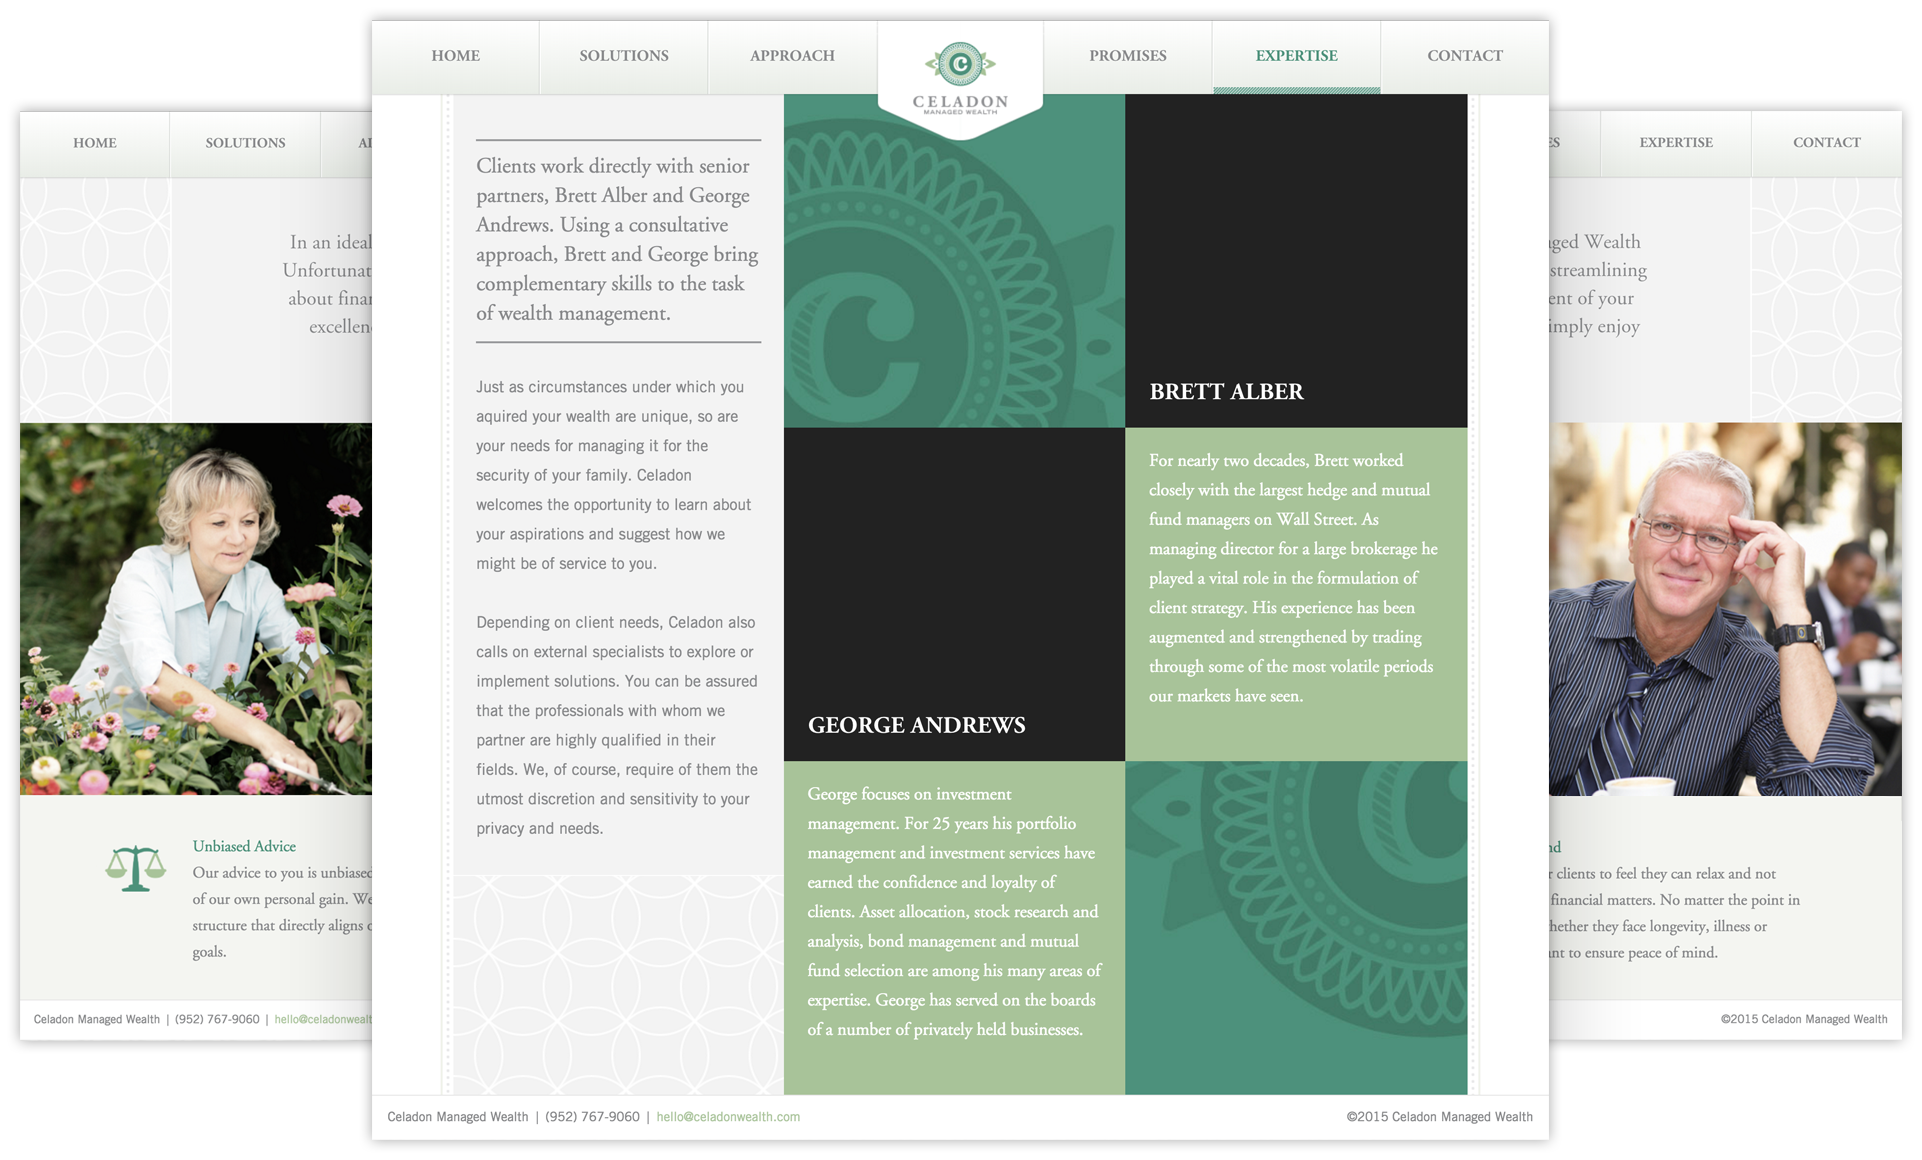 HOME
SOLUTIONS
APPROACH
CELADON
MANAGED WEALTH
PROMISES
EXPERTISE
CONTACT
Clients work directly with senior
partners, Brett Alber and George
Andrews. Using a consultative
approach, Brett and George bring
complementary skills to the task
of wealth management.
Just as circumstances under which you
aquired your wealth are unique, so are
your needs for managing it for the
security of your family. Celadon
welcomes the opportunity to learn about
your aspirations and suggest how we
might be of service to you.
Depending on client needs, Celadon also
calls on external specialists to explore or
implement solutions. You can be assured
that the professionals with whom we
partner are highly qualified in their
fields. We, of course, require of them the
utmost discretion and sensitivity to your
privacy and needs.
C
BRETT ALBER
For nearly two decades, Brett worked
closely with the largest hedge and mutual
fund managers on Wall Street. As
managing director for a large brokerage he
played a vital role in the formulation of
client strategy. His experience has been
augmented and strengthened by trading
through some of the most volatile periods
our markets have seen.
GEORGE ANDREWS
George focuses on investment
management. For 25 years his portfolio
management and investment services have
earned the confidence and loyalty of
clients. Asset allocation, stock research and
analysis, bond management and mutual
fund selection are among his many areas of
expertise. George has served on the boards
of a number of privately held businesses.
Celadon Managed Wealth | (952) 767-9060 | hello@celadonwealth.com
©2015 Celadon Managed Wealth
HOME
SOLUTIONS
In an ideal
Unfortunat
about finan
excellen
Unbiased Advice
Our advice to you is unbiased
of our own personal gain. We
structure that directly aligns
goals.
Celadon Managed Wealth | (952) 767-9060 | hello@celadonwealt
ES
EXPERTISE
CONTACT
ged Wealth
streamlining
ent of your
imply enjoy
nd
clients to feel they can relax and not
financial matters. No matter the point in
hether they face longevity, illness or
nt to ensure peace of mind.
©2015 Celadon Managed Wealth